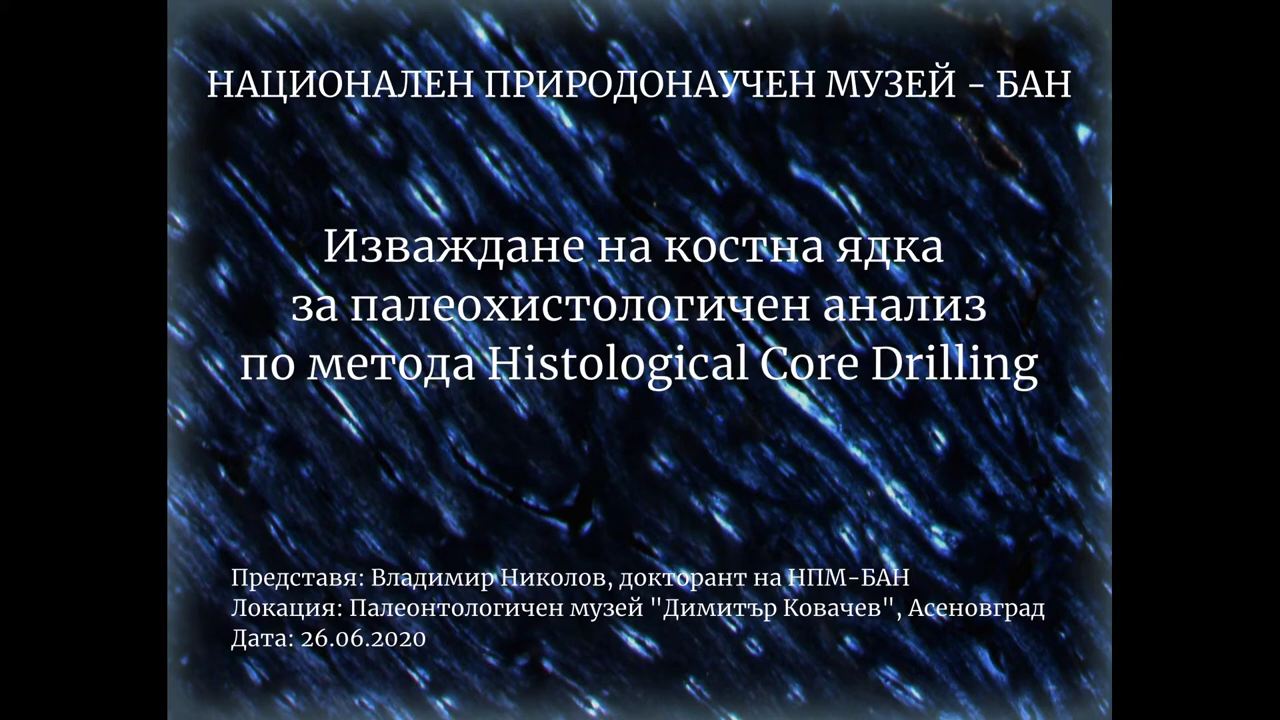 НАЦИОНАЛЕН ПРИРОДОНАУЧЕН МУЗЕЙ - БАН
Изваждане на костна ядка
за палеохистологичен анализ
по метода Histological Core Drilling
Представя: Владимир Николов, докторант на НПМ-БАН
Локация: Палеонтологичен музей "Димитър Ковачев", Асеновград
Дата: 26.06.2020